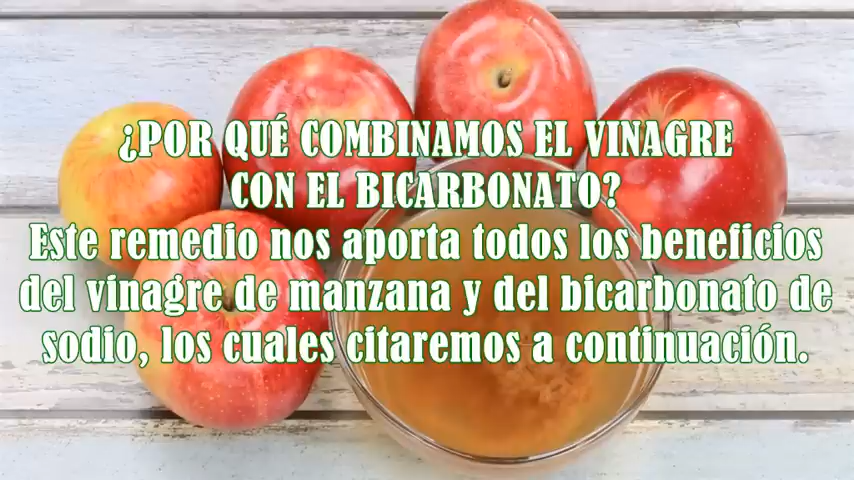 ¿POR QUÉ COMBINAMOS EL VINAGRE
CON EL BICARBONATO?
Este remedio nos aporta todos los beneficios
del vinagre de manzana y del bicarbonato de
sodio, los cuales citaremos a continuación.